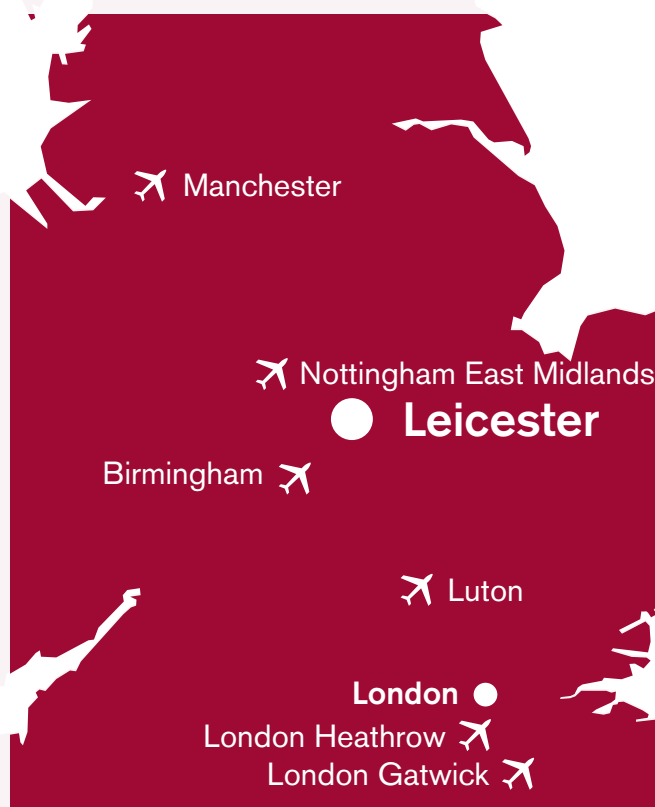 Manchester
Nottingham East Midlands
Leicester
Birmingham
Luton
London
London Heathrow
London Gatwick